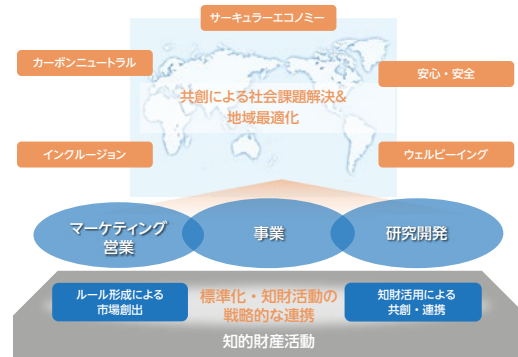 サーキュラーエコノミー
カーボンニュートラル
安心・安全
共創による社会課題解決&
地域最適化
インクルージョン
ウェルビーイング
マーケティング
営業
事業
研究開発
ルール形成による
市場創出
標準化・知財活動の
戦略的な連携
知財活用による
共創・連携
知的財産活動